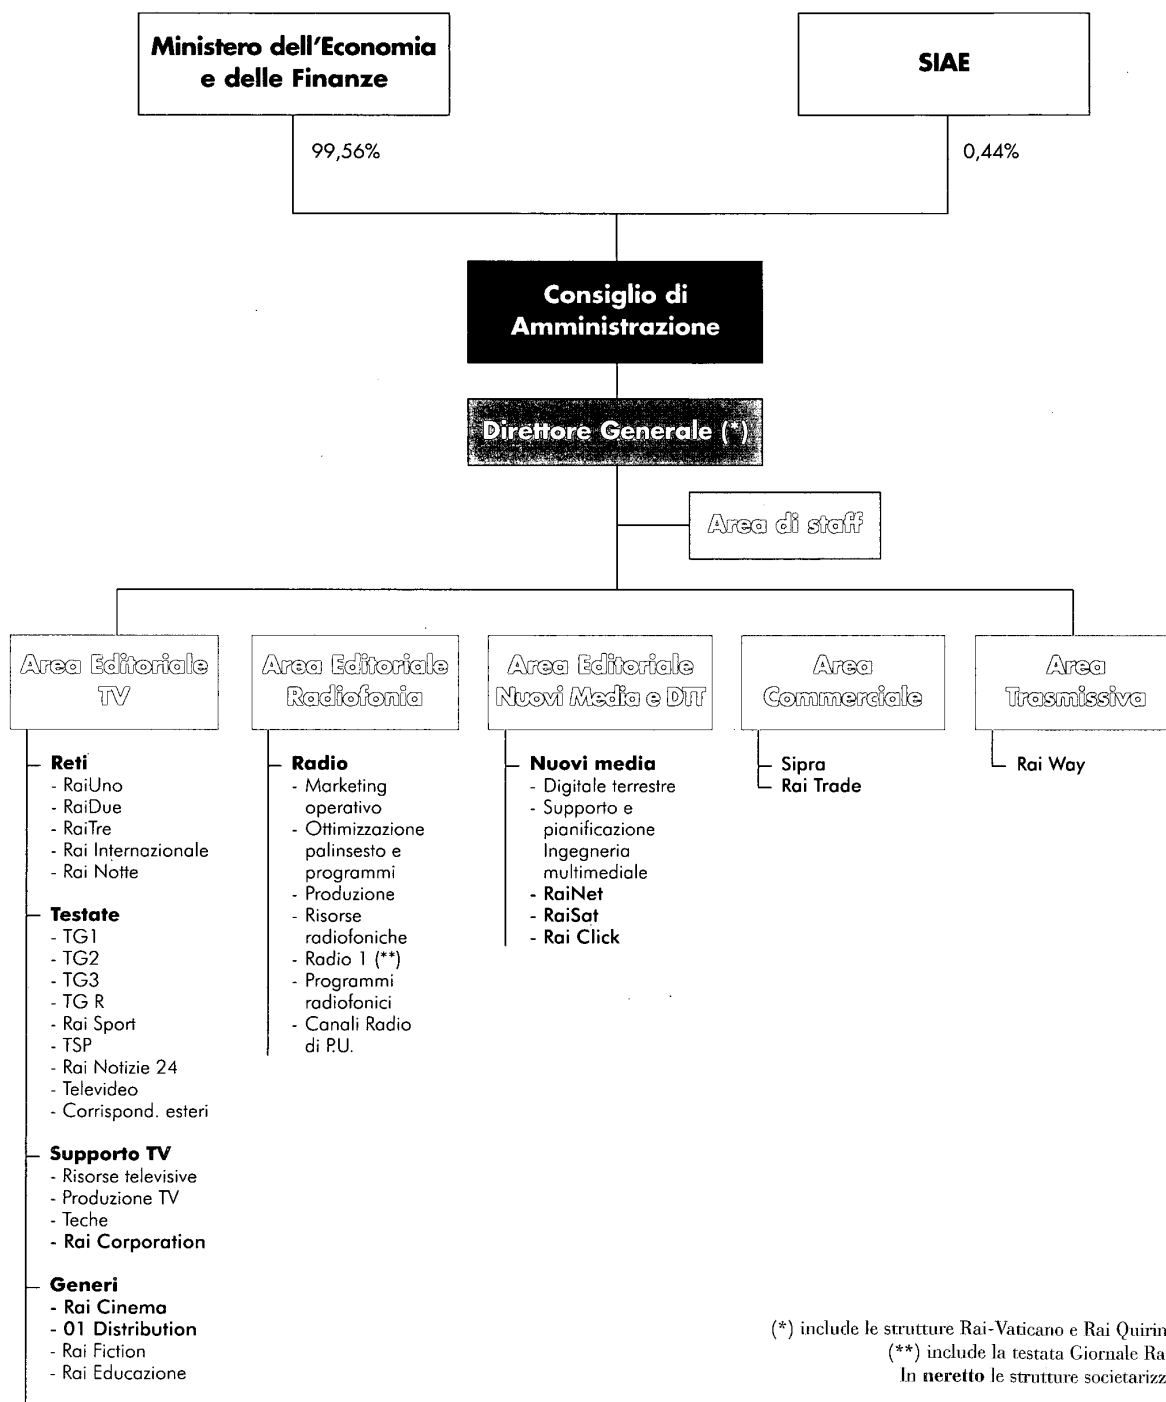 Ministero dell'Economia
e delle Finanze
SIAE
99,56%
0,44%
Consiglio di
Amministrazione
Direttore Generale (*)
Area di staff
Area Editoriale
TV
Area Editoriale
Radiofonia
Area Editoriale
Nuovi Media e DTT
Area
Commerciale
Area
Trasmissiva
Reti
- RaiUno
- RaiDue
- RaiTre
- Rai Internazionale
- Rai Notte
Testate
- TG1
- TG2
- TG3
- TG R
- Rai Sport
- TSP
- Rai Notizie 24
- Televideo
- Corrispond. esteri
Supporto TV
- Risorse televisive
- Produzione TV
- Teche
- Rai Corporation
Generi
- Rai Cinema
- 01 Distribution
- Rai Fiction
- Rai Educazione
Radio
- Marketing
operativo
- Ottimizzazione
palinsesto e
programmi
- Produzione
- Risorse
radiofoniche
- Radio 1 (**)
- Programmi
radiofonici
- Canali Radio
di P.U.
Nuovi media
- Digitale terrestre
- Supporto e
pianificazione
Ingegneria
multimediale
- RaiNet
- RaiSat
- Rai Click
Sipra
Rai Trade
Rai Way
(*) include le strutture Rai-Vaticano e Rai
(**) include la testata Giornale
In neretto le strutture